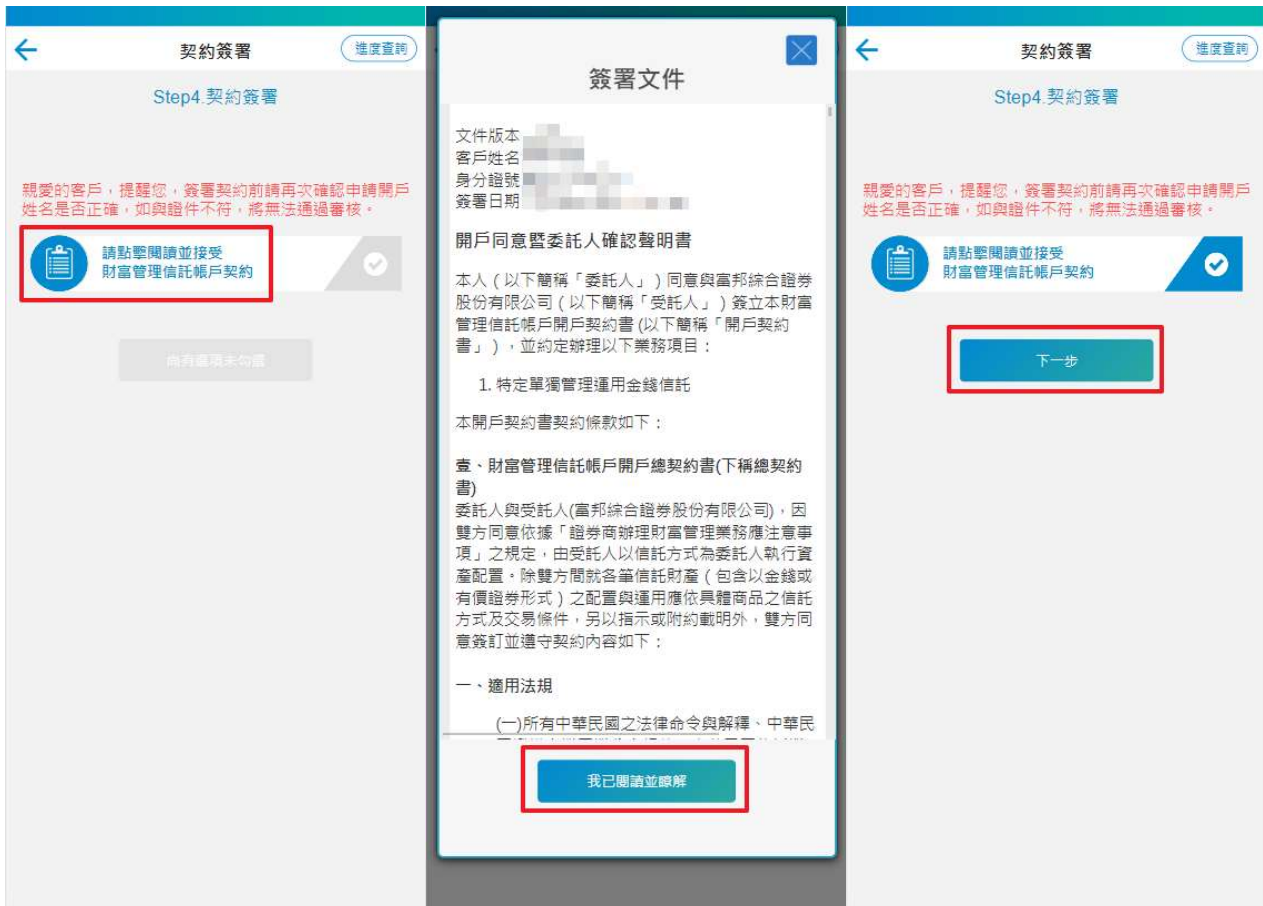 契約簽署
進度查詢
Step4.契約簽署
親愛的客戶，提醒您，簽署契約前請再次確認申請開戶
姓名是否正確，如與證件不符，將無法通過審核。
請點擊閱讀並接受
財富管理信託帳戶契約
尚有選項未勾選
簽署文件
文件版本
客戶姓名
身分證號
簽署日期
開戶同意暨委託人確認聲明書
本人（以下簡稱「委託人」）同意與富邦綜合證券
股份有限公司（以下簡稱「受託人」）簽立本財富
管理信託帳戶開戶契約書 (以下簡稱「開戶契約
書」），並約定辦理以下業務項目：
1. 特定單獨管理運用金錢信託
本開戶契約書契約條款如下：
壹、財富管理信託帳戶開戶總契約書(下稱總契約
書)
委託人與受託人(富邦綜合證券股份有限公司)，因
雙方同意依據「證券商辦理財富管理業務應注意事
項」之規定，由受託人以信託方式為委託人執行資
產配置。除雙方間就各筆信託財產（包含以金錢或
有價證券形式）之配置與運用應依具體商品之信託
方式及交易條件，另以指示或附約載明外，雙方同
意簽訂並遵守契約內容如下：
一、適用法規
(一)所有中華民國之法律命令與解釋、中華民
我已閱讀並瞭解
契約簽署
進度查詢
Step4.契約簽署
親愛的客戶，提醒您，簽署契約前請再次確認申請開戶
姓名是否正確，如與證件不符，將無法通過審核。
請點擊閱讀並接受
財富管理信託帳戶契約
下一步